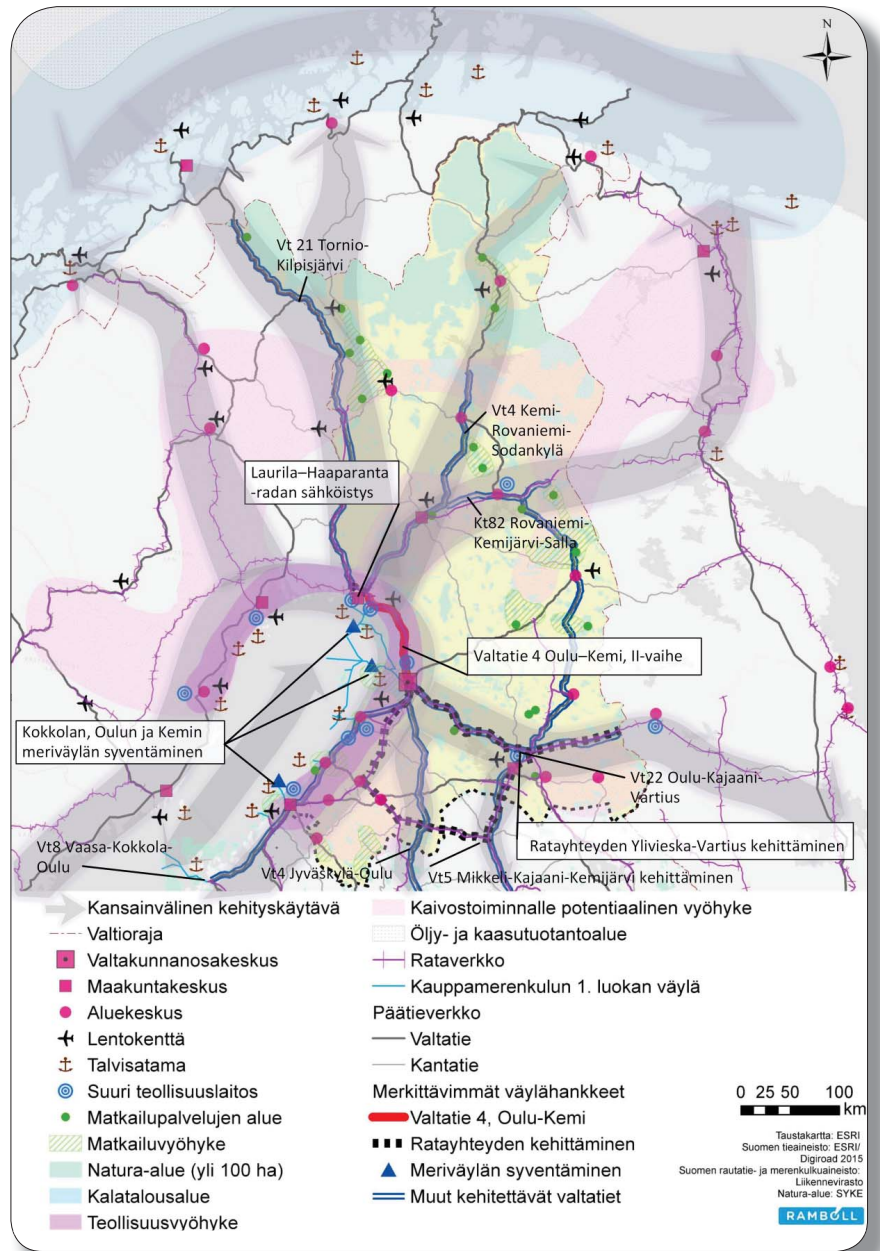 N
Vt 21 Tornio-
Kilpisjärvi
Vt4 Kemi-
Rovaniemi-
Sodankylä
Laurila–Haaparanta
-radan sähköistys
Kt82 Rovaniemi-
Kemijärvi-Salla
Valtatie 4 Oulu–Kemi, II-vaihe
Kokkolan, Oulun ja Kemin
meriväylän syventäminen
Vt22 Oulu-Kajaani-
Vartius
Ratayhteyden Ylivieska-Vartius kehittäminen
Vt8 Vaasa-Kokkola-
Oulu
Vt4 Jyväskylä-Oulu
Vt5 Mikkeli-Kajaani-Kemijärvi kehittäminen
Kansainvälinen kehityskäytävä
Valtioraja
Valtakunnanosakeskus
Maakuntakeskus
Aluekeskus
Lentokenttä
Talvisatama
Suuri teollisuuslaitos
Matkailupalvelujen alue
Matkailuvyöhyke
Natura-alue (yli 100 ha)
Kalatalousalue
Teollisuusvyöhyke
Kaivostoiminnalle potentiaalinen vyöhyke
Öljy- ja kaasutuotantoalue
Rataverkko
Kauppamerenkulun 1. luokan väylä
Päätieverkko
Valtatie
Kantatie
Merkittävimmät väylähankkeet
Valtatie 4, Oulu-Kemi
Ratayhteyden kehittäminen
Meriväylän syventäminen
Muut kehitettävät valtatiet
0 25 50 100
km
Taustakartta: ESRI
Suomen tieaineisto: ESRI/
Digiroad 2015
Suomen rautatie- ja merenkulkuaineisto:
Liikennevirasto
Natura-alue: SYKE
RAMBOLL